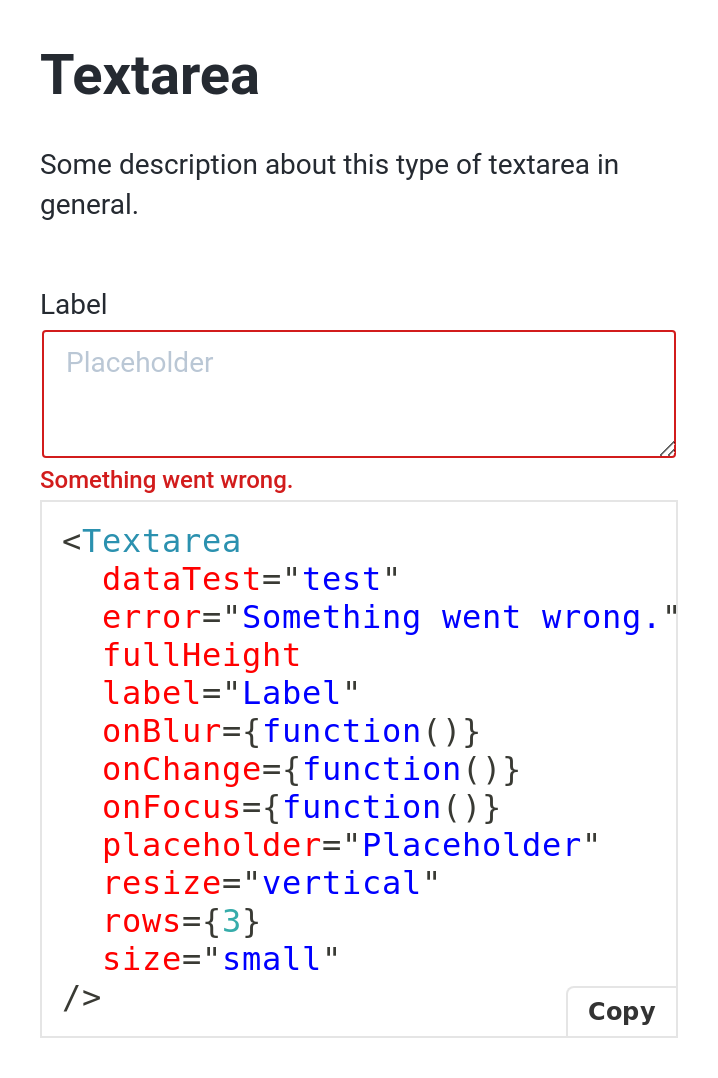 Textarea
Some description about this type of textarea in
general.
Label
Placeholder
Something went wrong.
<Textarea
  dataTest="test"
  error="Something went wrong."
  fullHeight
  label="Label"
  onBlur={function()}
  onChange={function()}
  onFocus={function()}
  placeholder="Placeholder"
  resize="vertical"
  rows={3}
  size="small"
/>
Copy